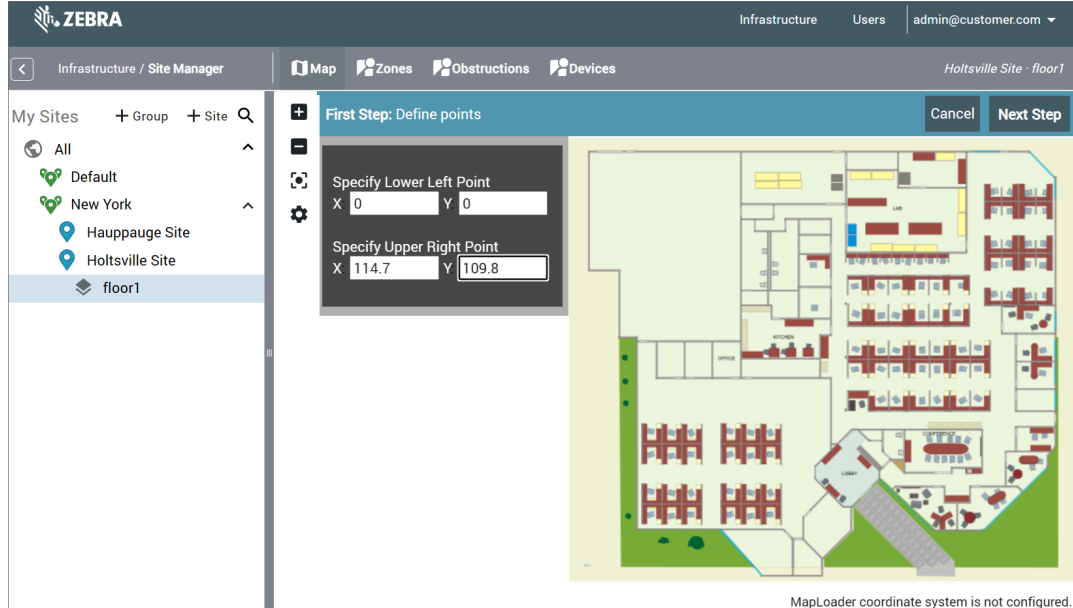 ZEBRA
Infrastructure Users admin@customer.com
Infrastructure / Site Manager
Map Zones Obstructions Devices
Holtsville Site · floor1
My Sites + Group + Site
All
Default
New York
Hauppauge Site
Holtsville Site
floor1
First Step: Define points
Cancel Next Step
Specify Lower Left Point
X: 0 Y: 0
Specify Upper Right Point
X: 114.7 Y: 109.8
LAB
KITCHEN
OFFICE
CONFERENCE
LOBBY
MapLoader coordinate system is not configured.